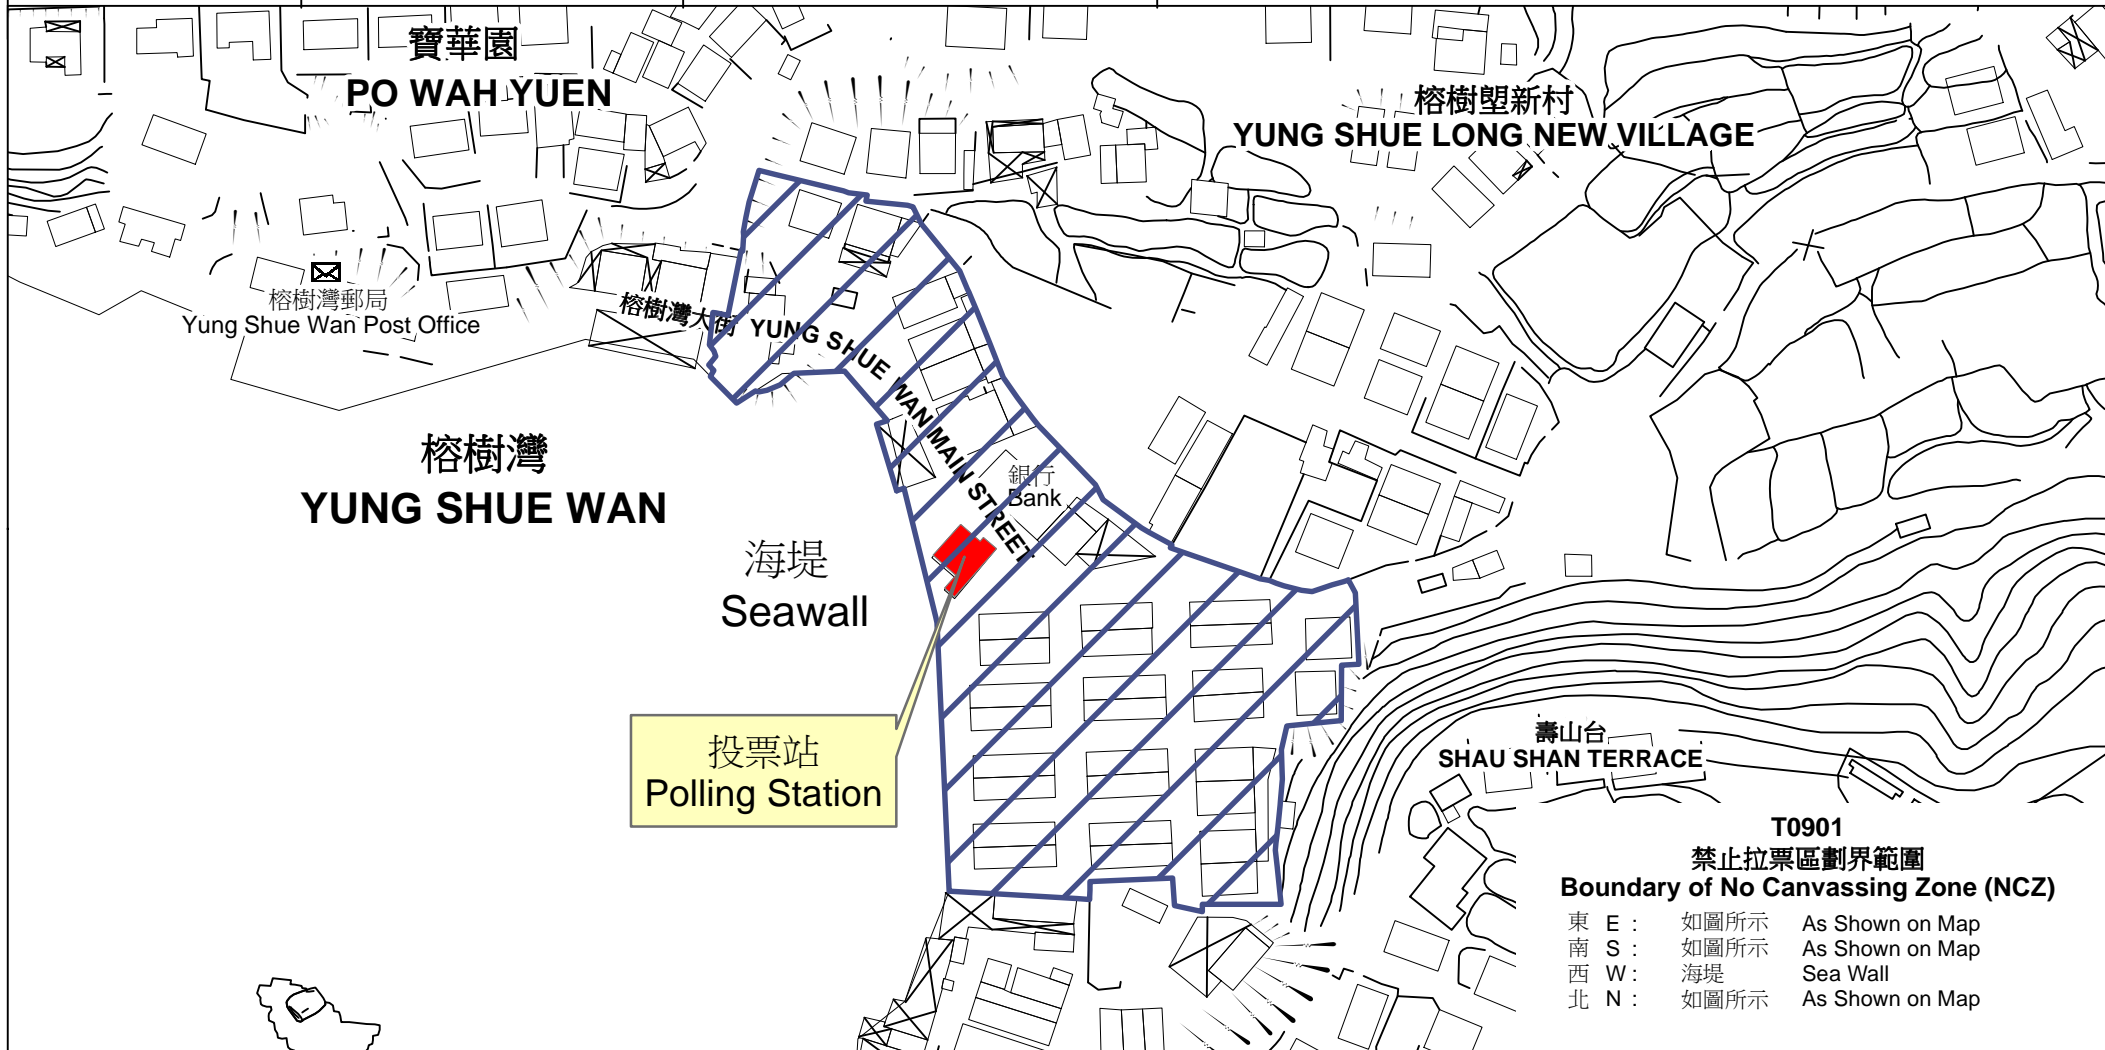 寶華園
PO WAH YUEN
榕樹塱新村
YUNG SHUE LONG NEW VILLAGE
榕樹灣郵局
Yung Shue Wan Post Office
榕樹灣大街 YUNG SHUE WAN MAIN STREET
榕樹灣
YUNG SHUE WAN
銀行
Bank
海堤
Seawall
投票站
Polling Station
壽山台
SHAU SHAN TERRACE
T0901
禁止拉票區劃界範圍
Boundary of No Canvassing Zone (NCZ)
東 E : 如圖所示 As Shown on Map
南 S : 如圖所示 As Shown on Map
西 W : 海堤 Sea Wall
北 N : 如圖所示 As Shown on Map